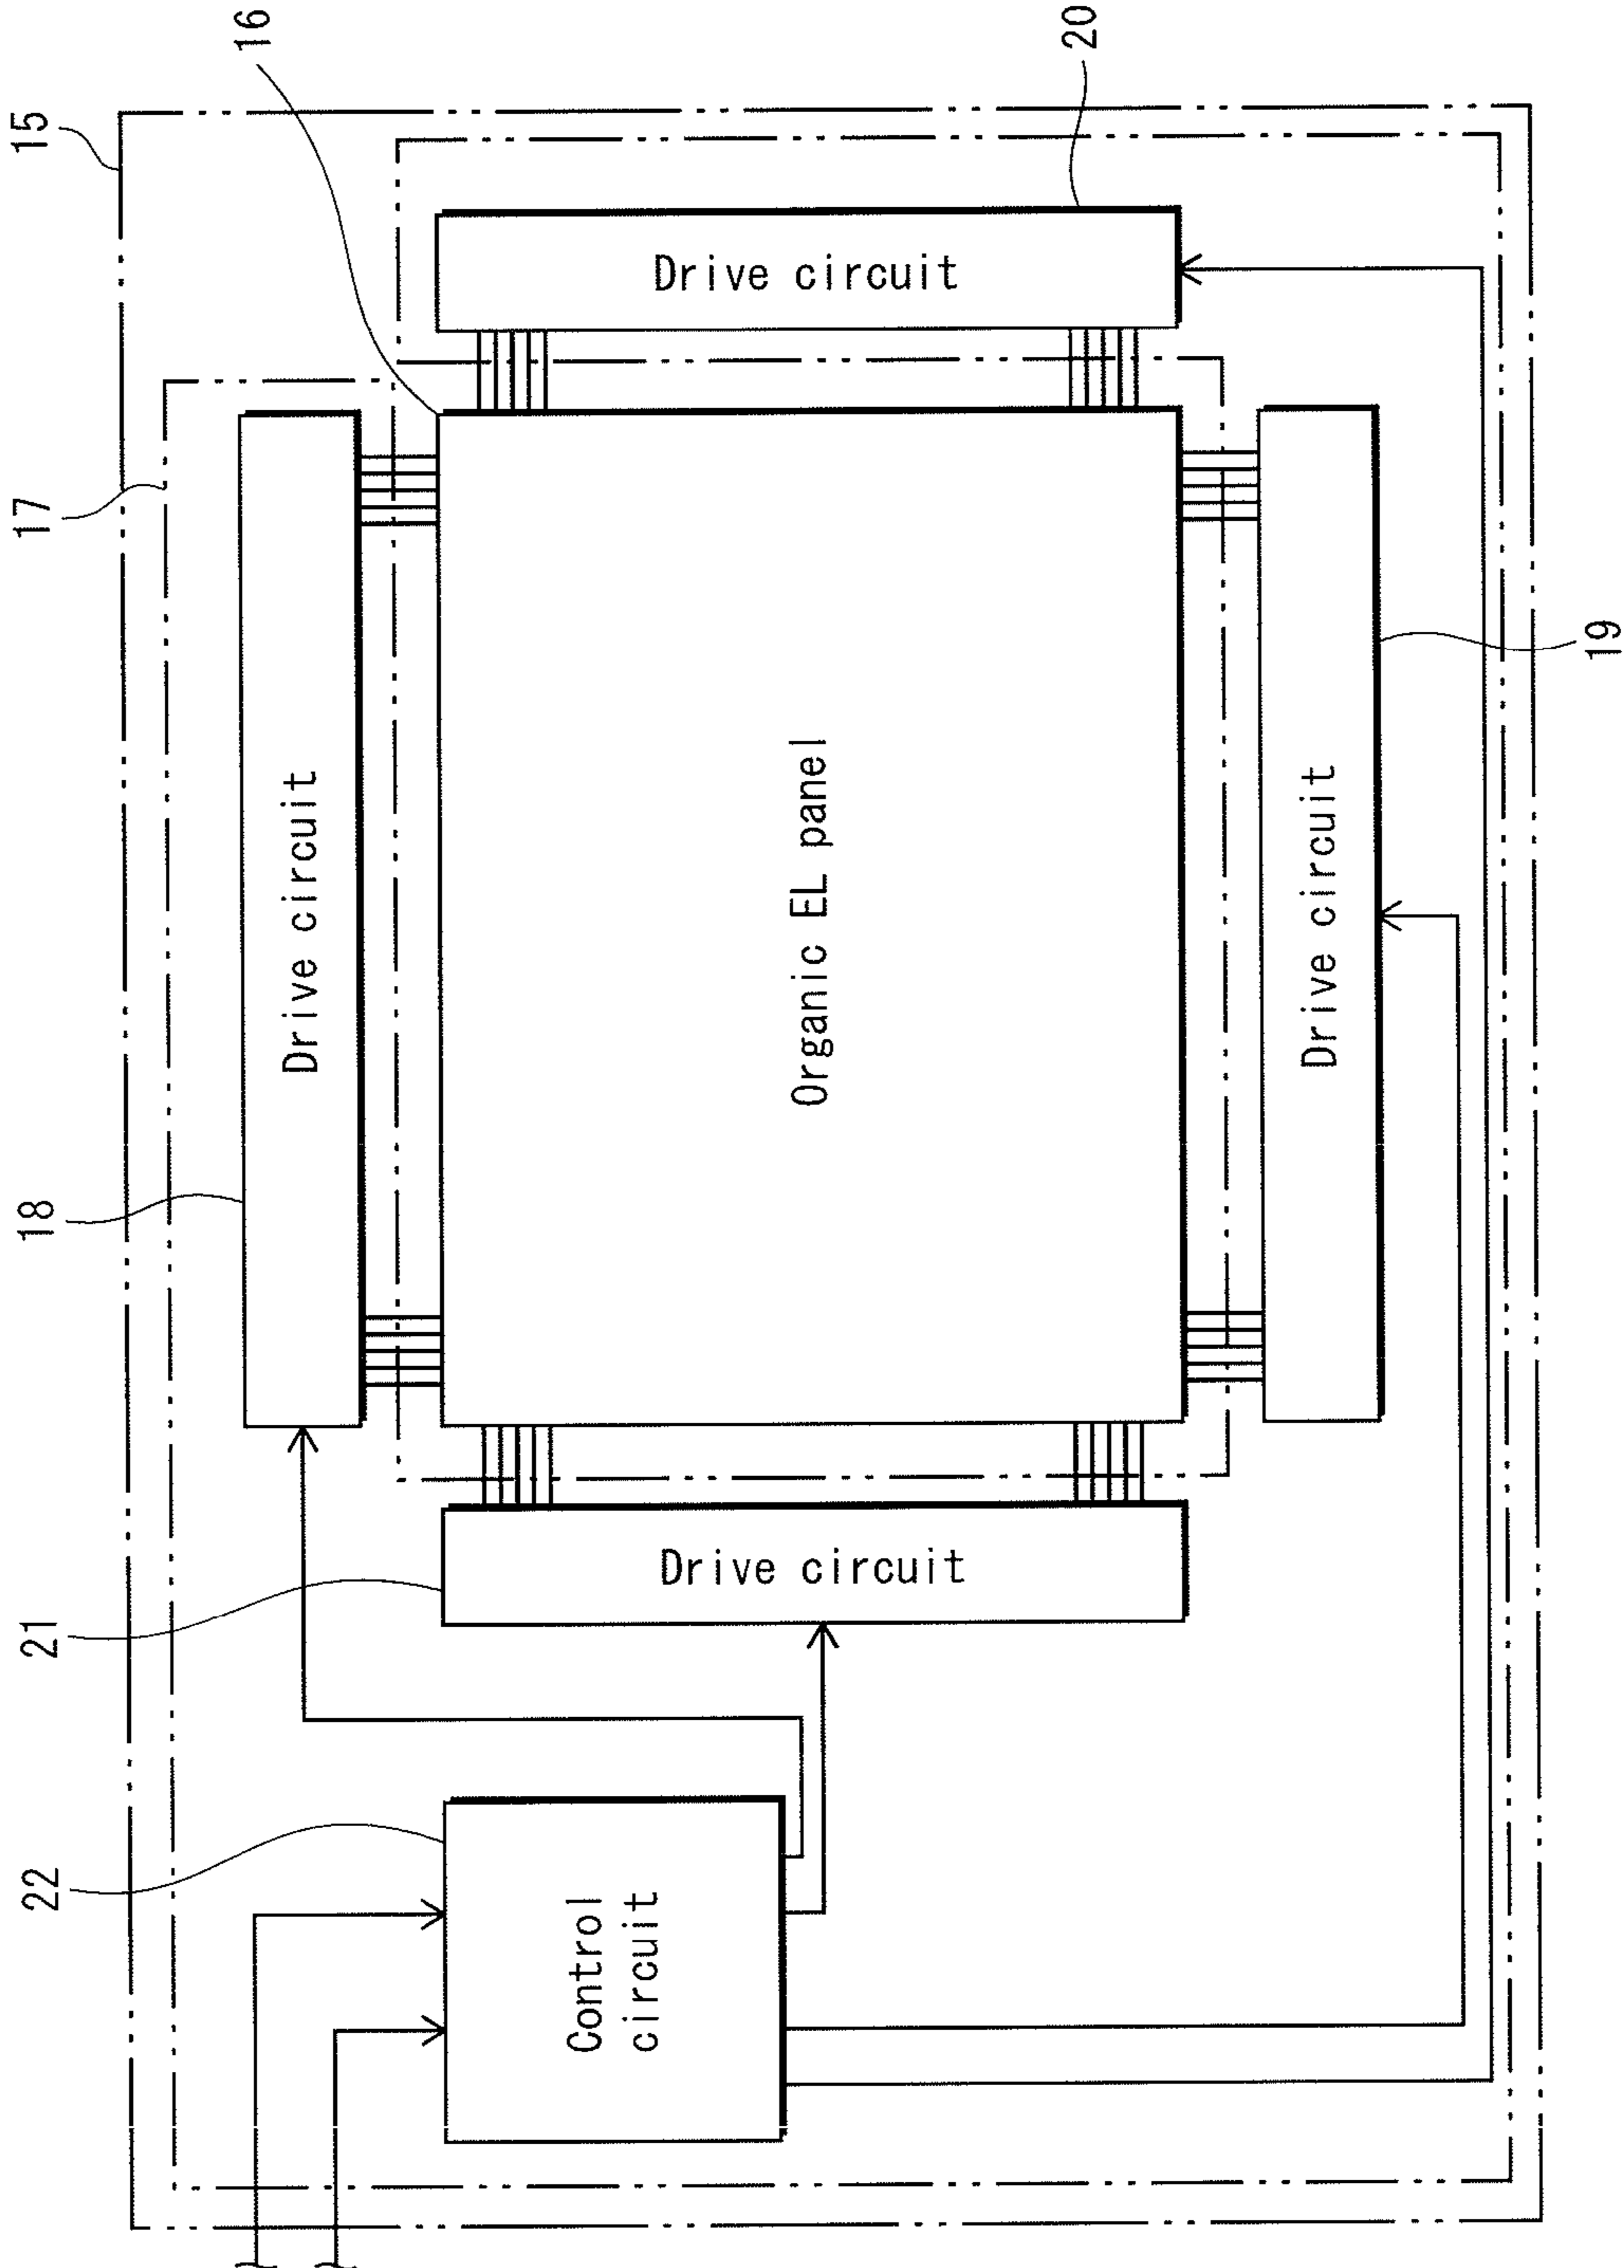 15
16
17
20
Drive circuit
18
Drive circuit
Organic EL panel
Drive circuit
19
21
Drive circuit
22
Control
circuit